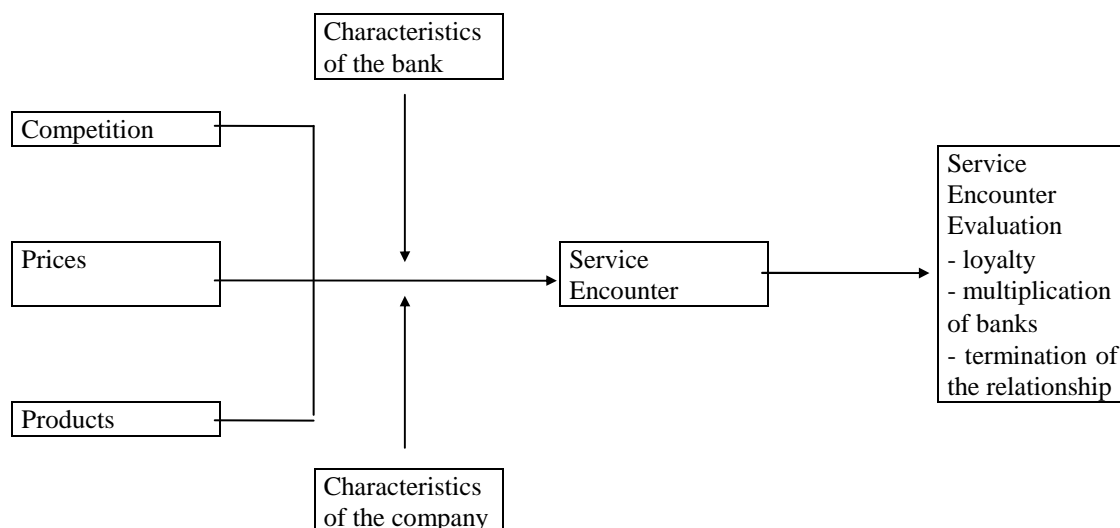 Characteristics
of the bank
Competition
Prices
Products
Characteristics
of the company
Service
Encounter
Service
Encounter
Evaluation
- loyalty
- multiplication
of banks
- termination of
the relationship